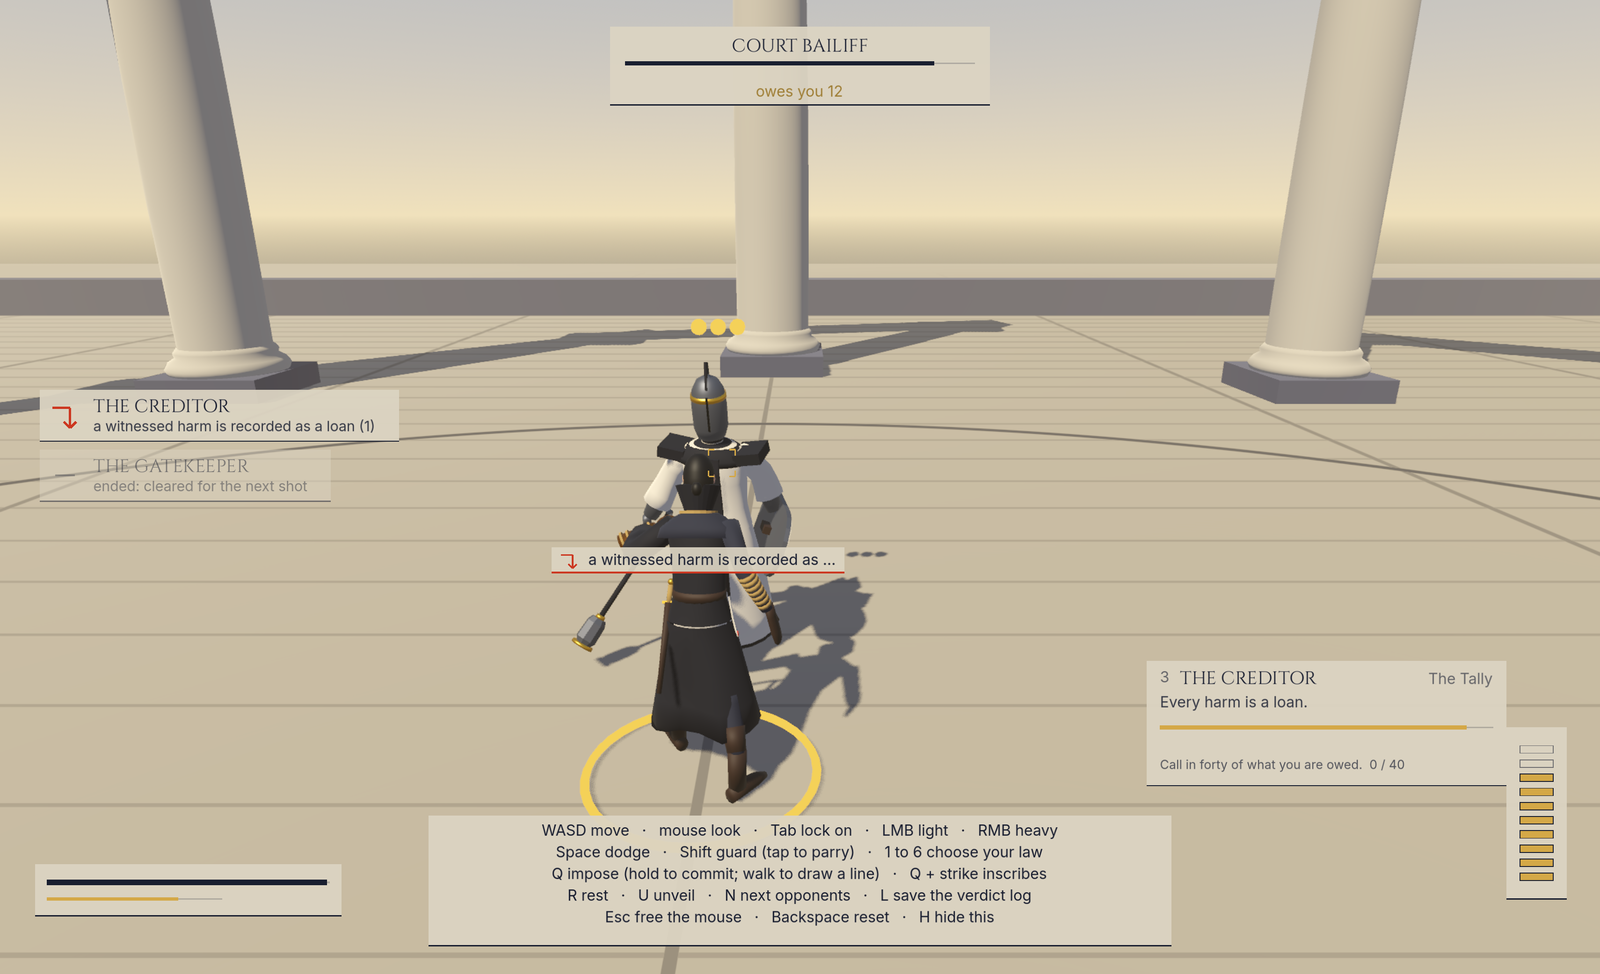 COURT BAILIFF
owes you 12
THE CREDITOR
a witnessed harm is recorded as a loan (1)
THE GATEKEEPER
ended: cleared for the next shot
a witnessed harm is recorded as ...
3 THE CREDITOR The Tally
Every harm is a loan.
Call in forty of what you are owed. 0 / 40
WASD move · mouse look · Tab lock on · LMB light · RMB heavy
Space dodge · Shift guard (tap to parry) · 1 to 6 choose your law
Q impose (hold to commit; walk to draw a line) · Q + strike inscribes
R rest · U unveil · N next opponents · L save the verdict log
Esc free the mouse · Backspace reset · H hide this